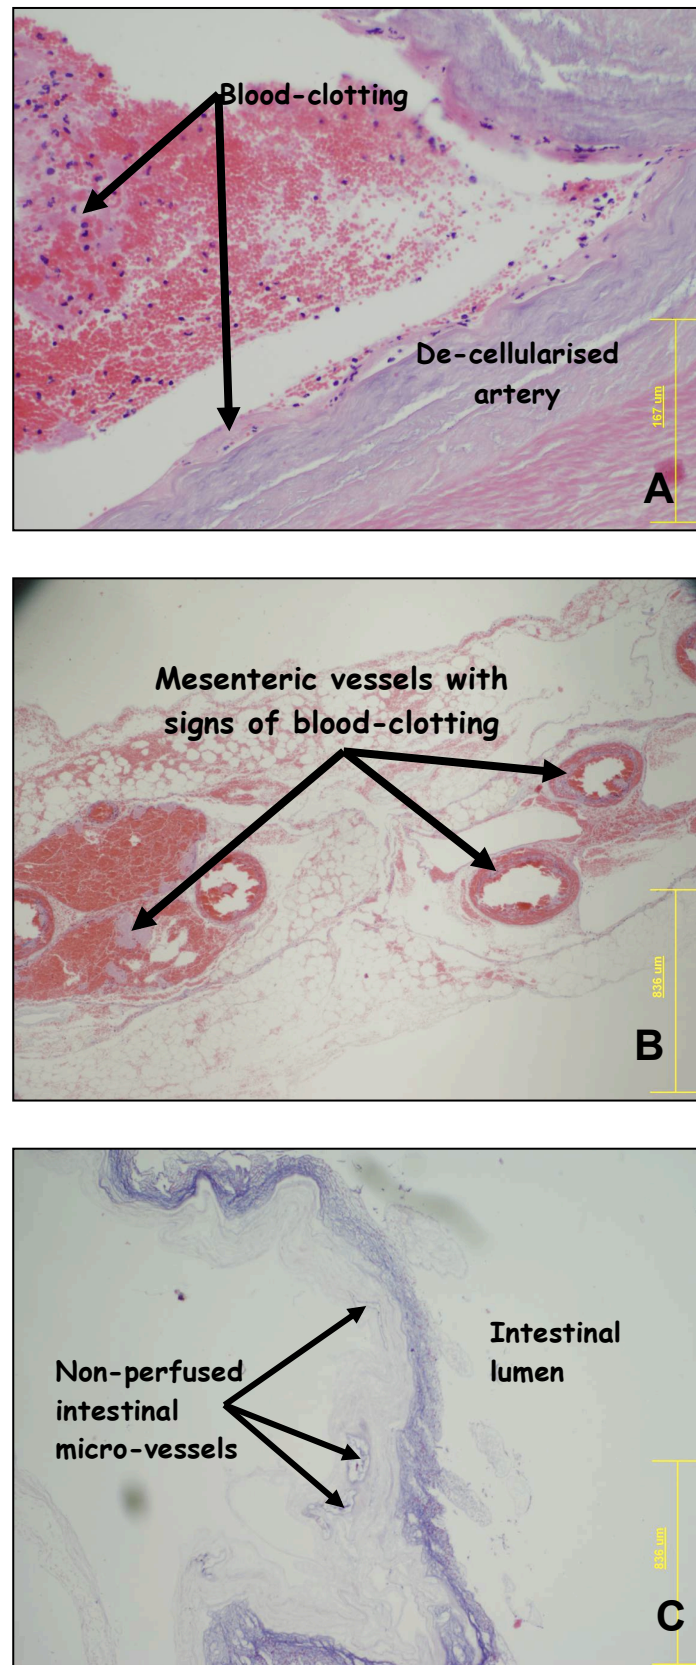 Blood-clotting
De-cellularised
artery
167 um
A
Mesenteric vessels with
signs of blood-clotting
836 um
B
Intestinal
lumen
Non-perfused
intestinal
micro-vessels
836 um
C